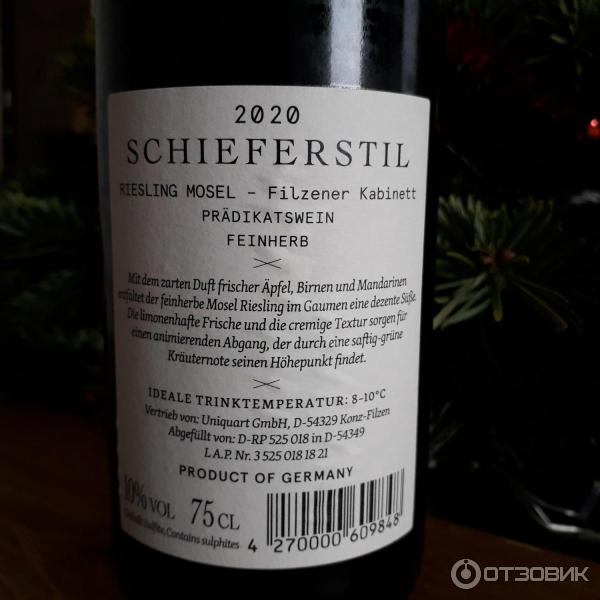 2020
SCHIEFERSTIL
RIESLING MOSEL – Filzener Kabinett
PRÄDIKATSWEIN
FEINHERB
Mit dem zarten Duft frischer Äpfel, Birnen und Mandarinen
entfaltet der feinherbe Mosel Riesling im Gaumen eine dezente Süße.
Die limonenhafte Frische und die cremige Textur sorgen für
einen animierenden Abgang, der durch eine saftig-grüne
Kräuternote seinen Höhepunkt findet.
IDEALE TRINKTEMPERATUR: 8-10°C
Vertrieb von: Uniquart GmbH, D-54329 Konz-Filzen
Abgefüllt von: D-RP 525 018 in D-54349
L A.P. Nr. 3 525 018 18 21
PRODUCT OF GERMANY
10% VOL 75 CL
Enthält Sulfite, Contains sulphites
4 270000 609848
ОТЗОВИК